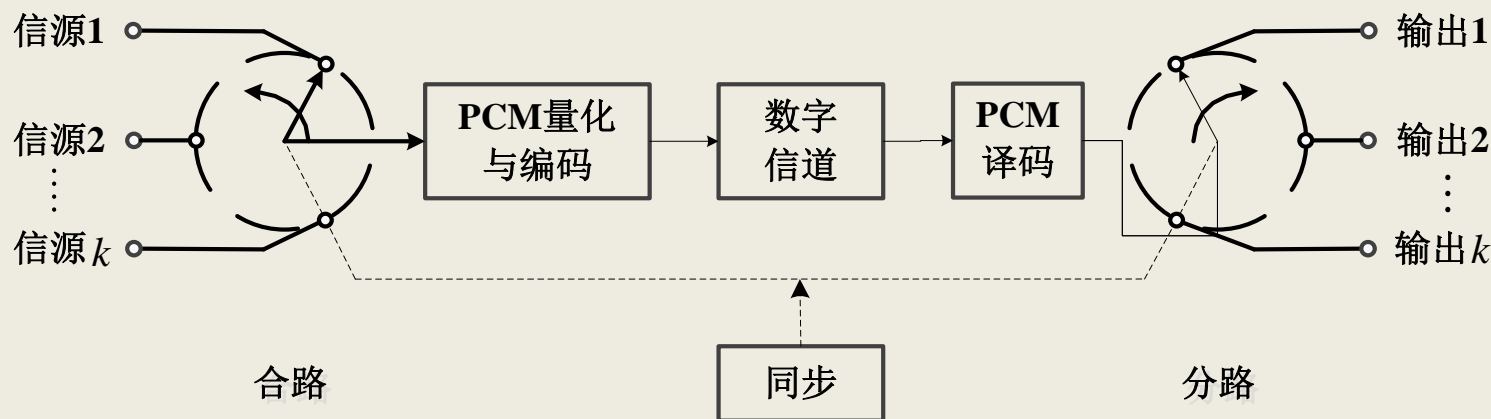 信源1
信源2
⋮
信源k
PCM量化
与编码
数字
信道
PCM
译码
输出1
输出2
⋮
输出k
合路
同步
分路